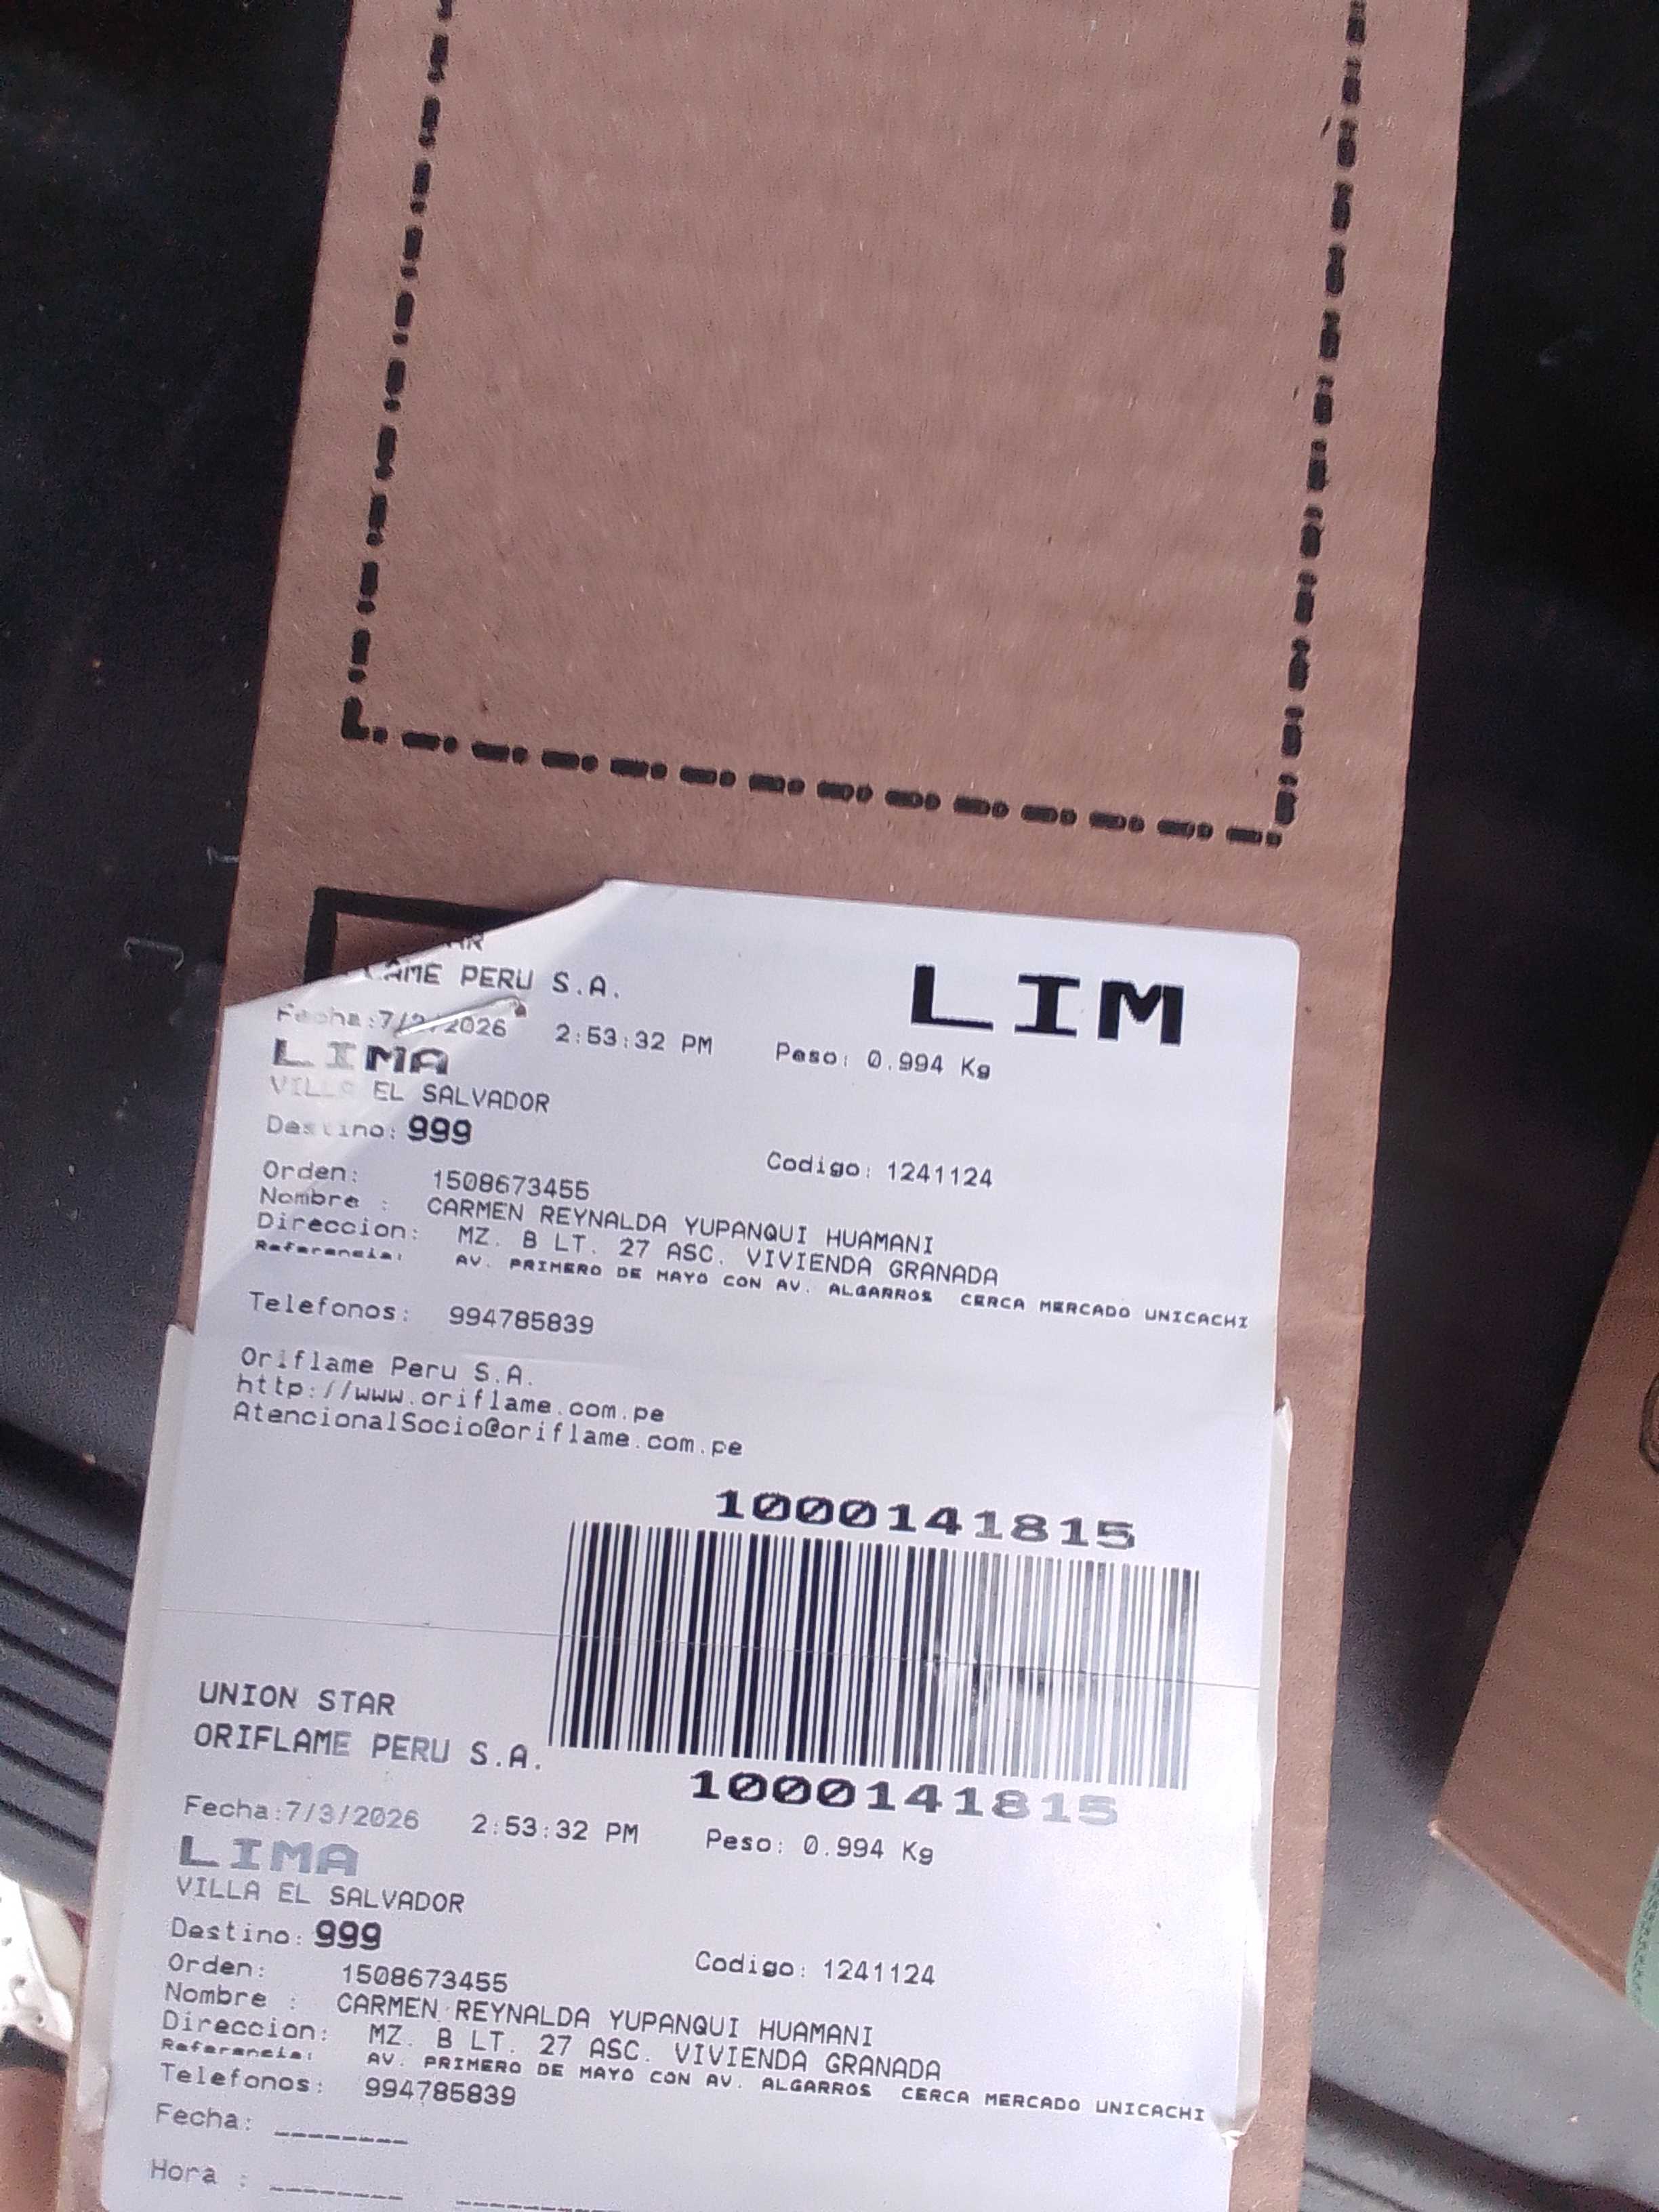 PERU S.A.
LIM
Fecha:7/ /2026 2:53:32 PM Peso: 0.994 Kg
LIMA
VILLA EL SALVADOR
Destino: 999
Codigo: 1241124
Orden: 1508673455
Nombre : CARMEN REYNALDA YUPANQUI HUAMANI
Direccion: MZ. B LT. 27 ASC. VIVIENDA GRANADA
Referencia: AV. PRIMERO DE MAYO CON AV. ALGARROS CERCA MERCADO UNICACHI
Telefonos: 994785839
Oriflame Peru S.A.
http://www.oriflame.com.pe
AtencionalSocio@oriflame.com.pe
1000141815
UNION STAR
ORIFLAME PERU S.A.
1000141815
Fecha:7/3/2026 2:53:32 PM Peso: 0.994 Kg
LIMA
VILLA EL SALVADOR
Destino: 999
Codigo: 1241124
Orden: 1508673455
Nombre : CARMEN REYNALDA YUPANQUI HUAMANI
Direccion: MZ. B LT. 27 ASC. VIVIENDA GRANADA
Referencia: AV. PRIMERO DE MAYO CON AV. ALGARROS CERCA MERCADO UNICACHI
Telefonos: 994785839
Fecha: ________
Hora : ________